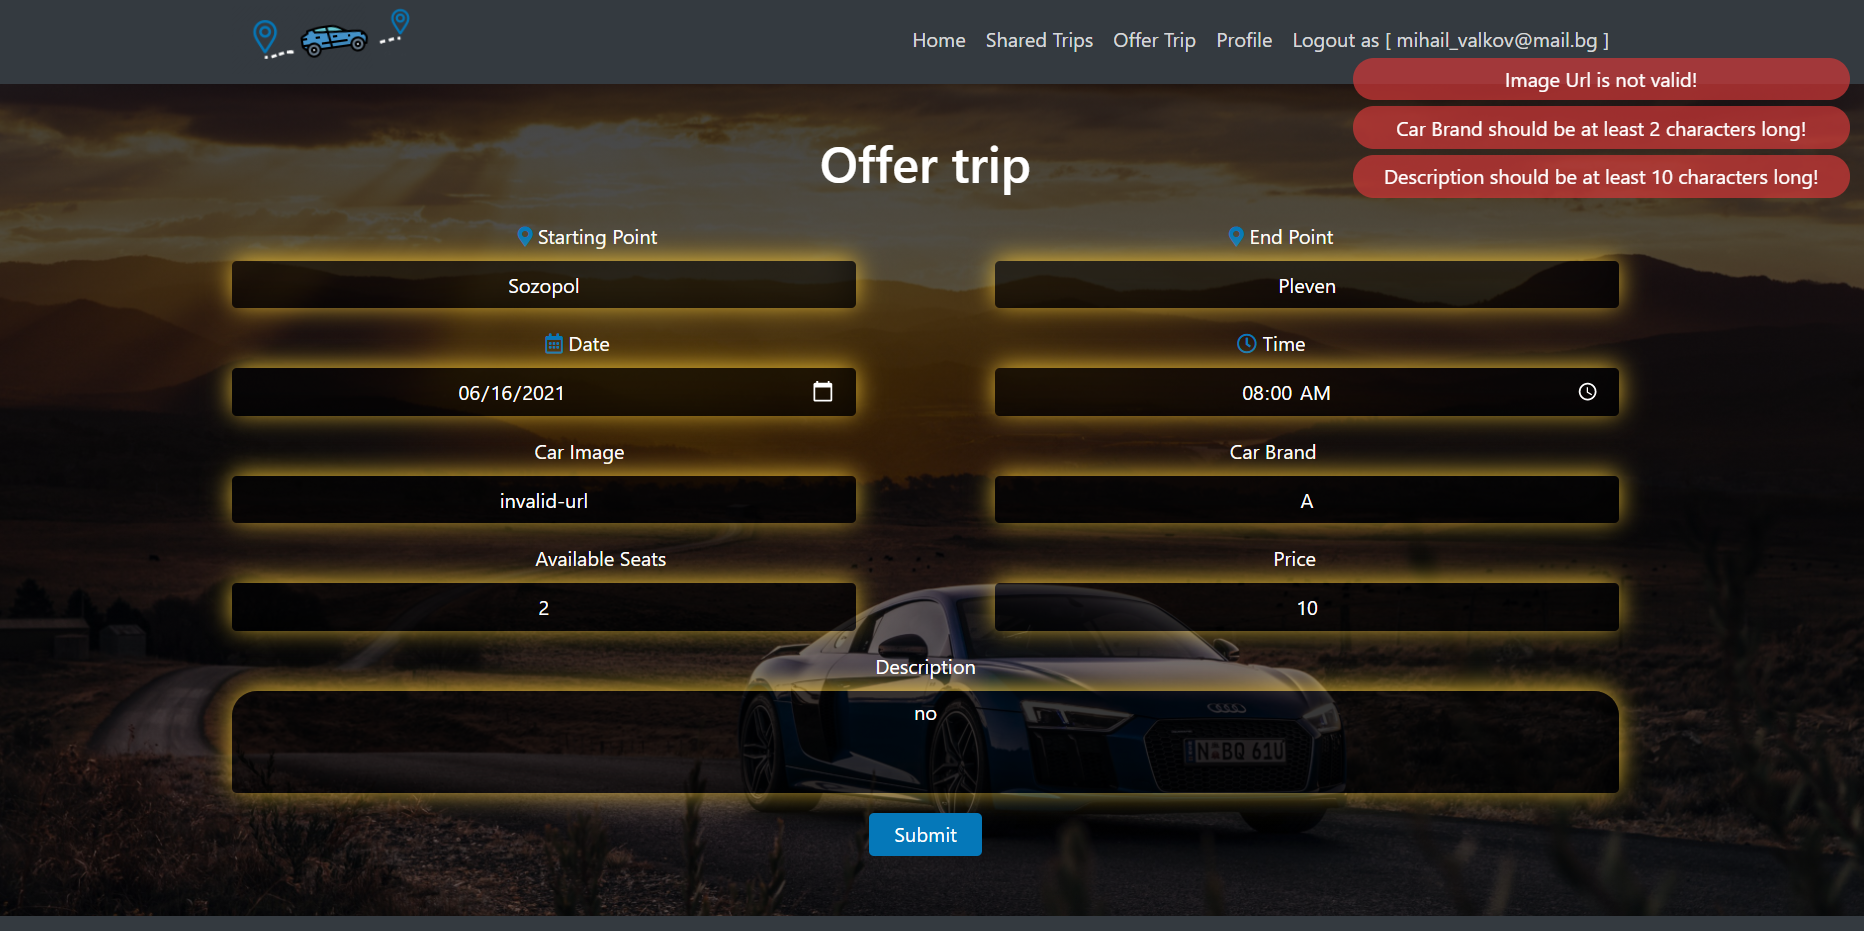 Home Shared Trips Offer Trip Profile Logout as [ mihail_valkov@mail.bg ]
Image Url is not valid!
Car Brand should be at least 2 characters long!
Description should be at least 10 characters long!
Offer trip
Starting Point
End Point
Sozopol
Pleven
Date
Time
06/16/2021
08:00 AM
Car Image
Car Brand
invalid-url
A
Available Seats
Price
2
10
Description
no
N BQ 61U
Submit